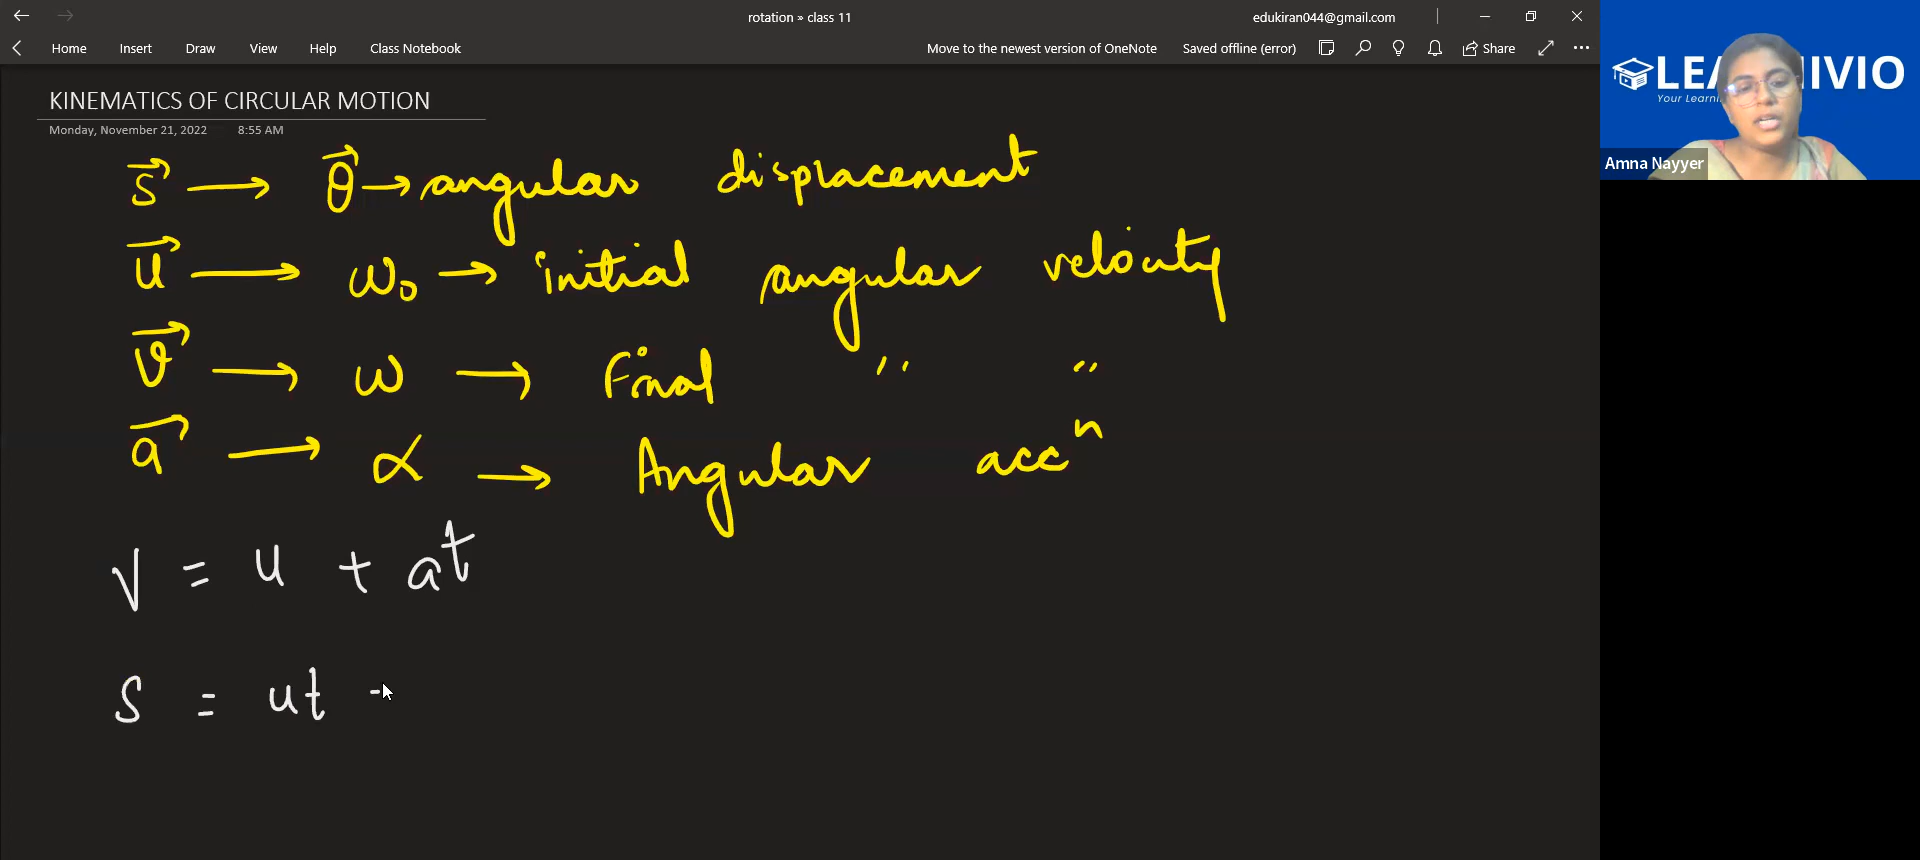 rotation » class 11
edukiran044@gmail.com
Home Insert Draw View Help Class Notebook
Move to the newest version of OneNote Saved offline (error) Share
KINEMATICS OF CIRCULAR MOTION
Monday, November 21, 2022 8:55 AM
s⃗ → θ⃗ → angular displacement
u⃗ → ω₀ → initial angular velocity
v⃗ → ω → Final " "
a⃗ → α → Angular accⁿ
V = u + at
S = ut -
Your Learni
Amna Nayyer